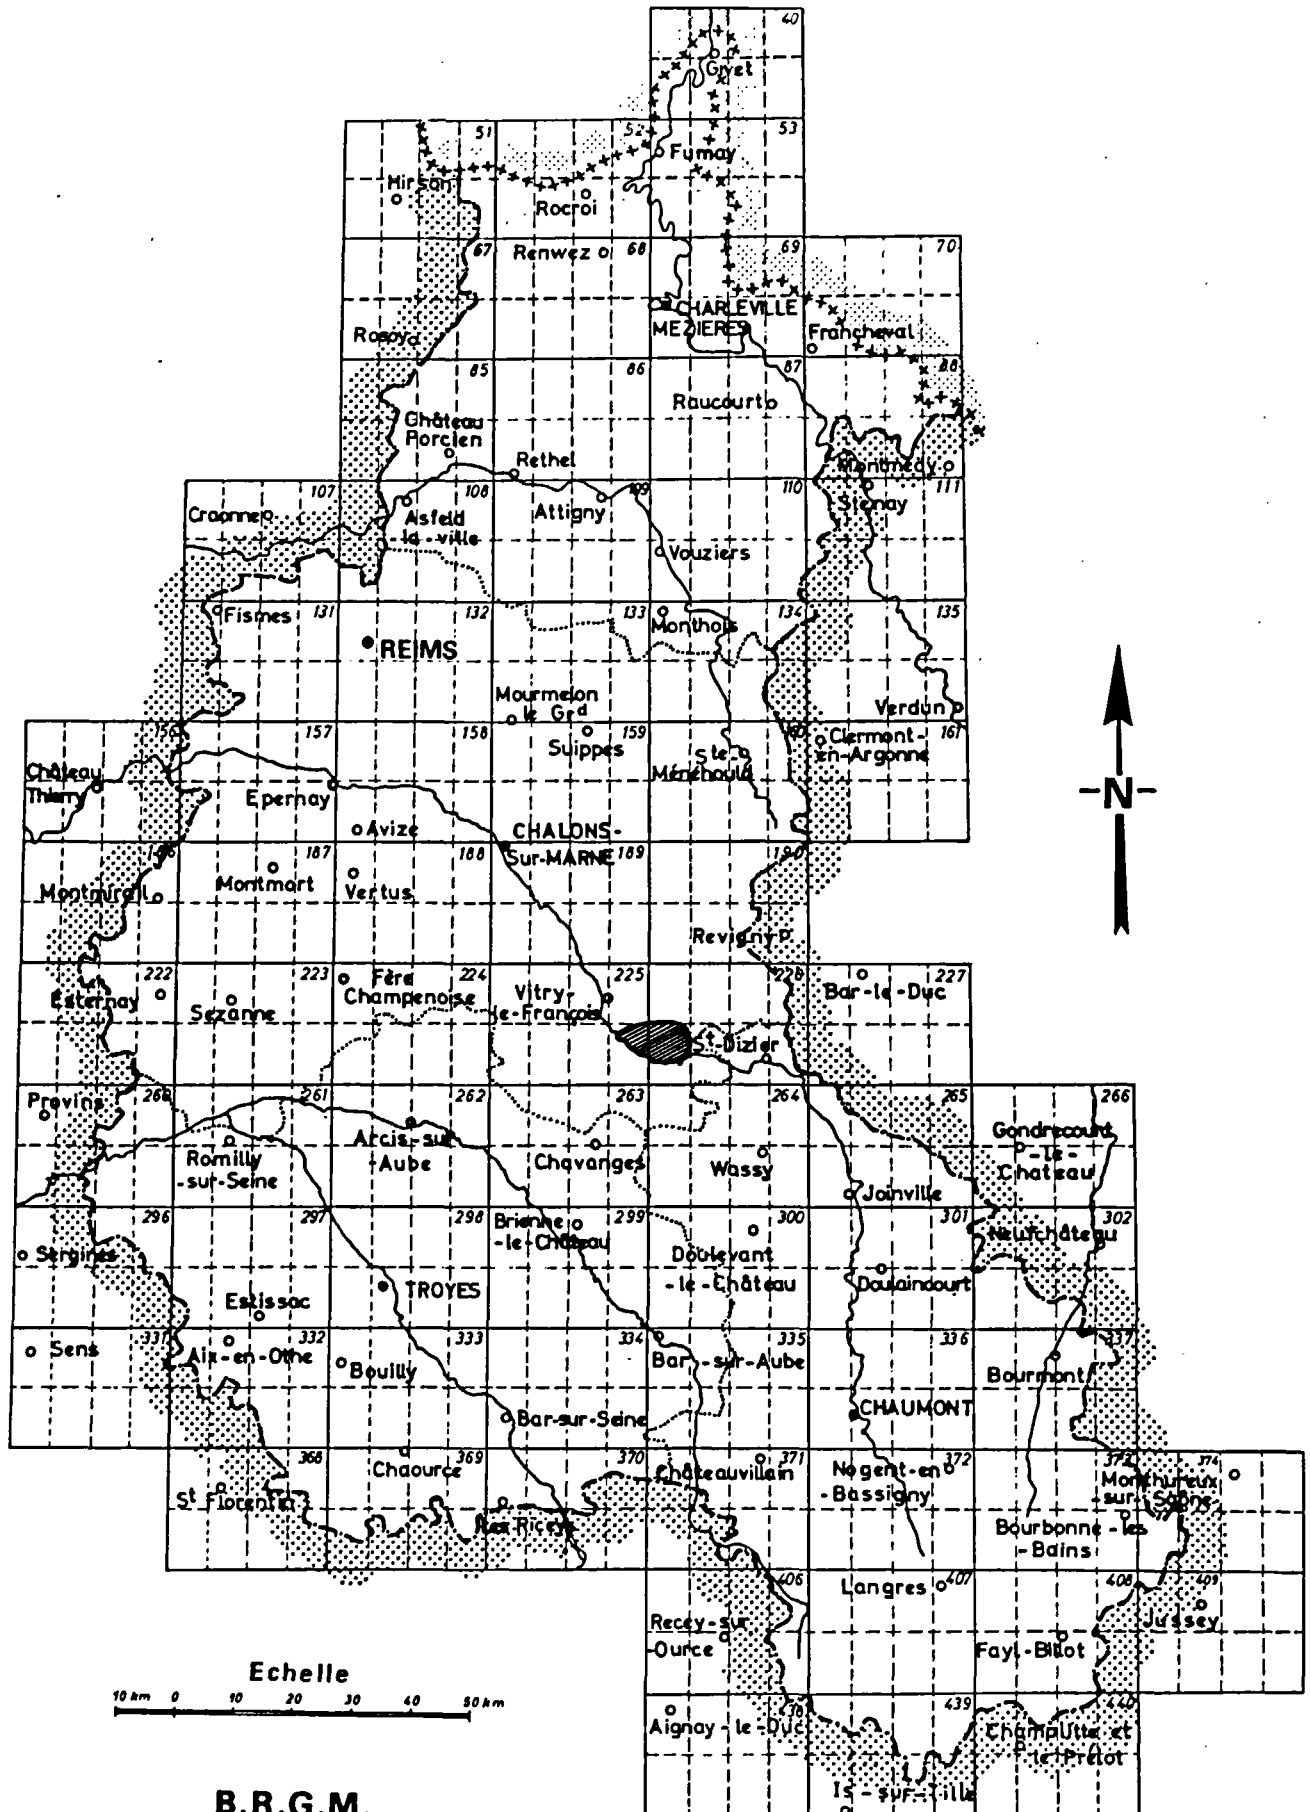 40
Givet
51
52
53
Fumay
Hirson
Rocroi
67
Renwez
68
69
70
CHARLEVILLE
MEZIERES
Francheval
Rosoy
85
86
87
88
Raucourt
Château
Porcien
Rethel
Montmédy
107
108
109
110
111
Craonne
Asfeld
-la-ville
Attigny
Stenay
Vouziers
Fismes
131
132
133
134
135
Monthois
REIMS
Mourmelon
le Grd
Verdun
156
157
158
Suippes
159
160
161
Clermont-
en-Argonne
Ste
Ménéhould
Château
Thierry
Epernay
Avize
CHALONS-
Sur-MARNE
187
188
189
190
Montmirail
Montmort
Vertus
Revigny
222
223
224
225
226
227
Esternay
Sezanne
Fère
Champenoise
Vitry-
le-François
Bar-le-Duc
St-Dizier
Provins
260
261
262
263
264
265
266
Romilly
-sur-Seine
Arcis-sur
-Aube
Chavanges
Wassy
Gondrecourt
-le-
Chateau
Joinville
296
297
298
299
300
301
302
Sergines
Brienne
-le-Château
Doulevant
-le-Château
Neufchâteau
Doulaincourt
TROYES
Estissac
Sens
331
332
333
334
335
336
337
Aix-en-Othe
Bouilly
Bar-sur-Aube
Bourmont
Bar-sur-Seine
CHAUMONT
368
369
370
371
372
373
374
Chaource
Châteauvillain
Nogent-en
-Bassigny
Monthureux
-sur-Saône-
St Florentin
Les-Riceys
Bourbonne-les
-Bains
406
Langres
407
408
409
Jussey
Recey-sur
-Ource
Fayl-Billot
438
439
440
Aignay-le-Duc
Champlitte et
le Prélot
Is-sur-Tille
-N-
Echelle
10 km 0 10 20 30 40 50 km
B.R.G.M.